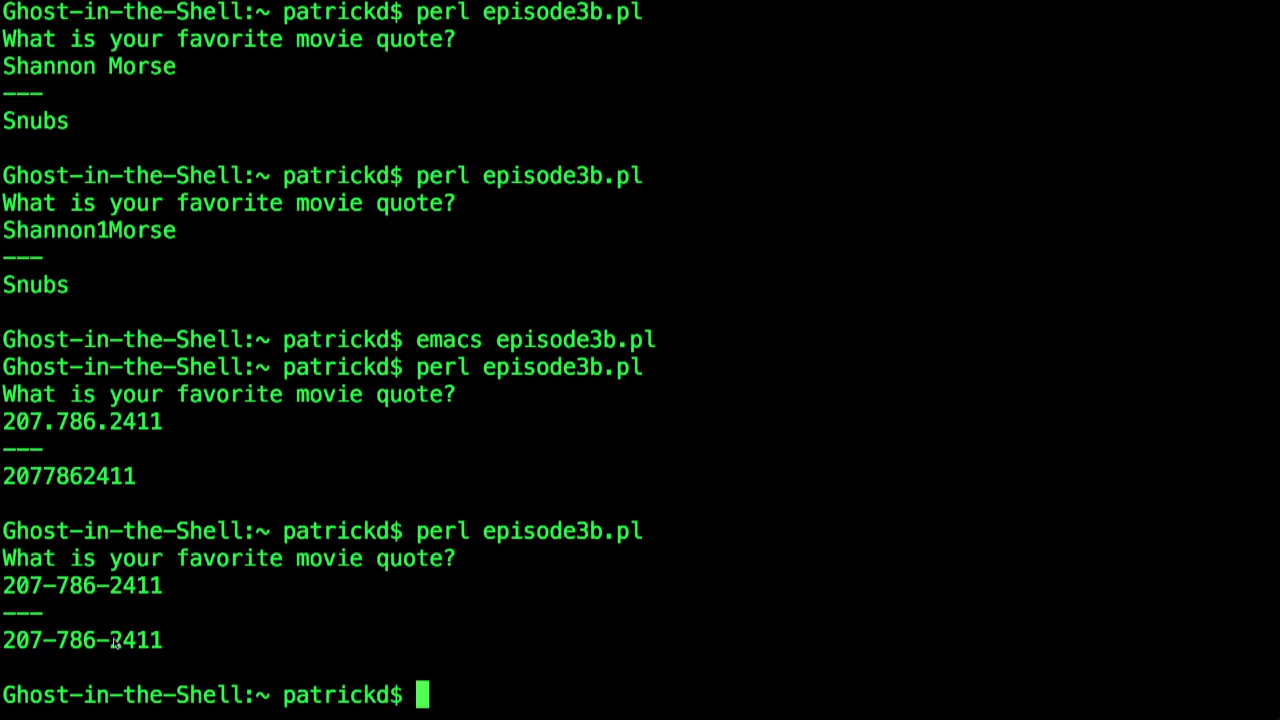 Ghost-in-the-Shell:~ patrickd$ perl episode3b.pl
What is your favorite movie quote?
Shannon Morse
---
Snubs
Ghost-in-the-Shell:~ patrickd$ perl episode3b.pl
What is your favorite movie quote?
Shannon1Morse
---
Snubs
Ghost-in-the-Shell:~ patrickd$ emacs episode3b.pl
Ghost-in-the-Shell:~ patrickd$ perl episode3b.pl
What is your favorite movie quote?
207.786.2411
---
2077862411
Ghost-in-the-Shell:~ patrickd$ perl episode3b.pl
What is your favorite movie quote?
207-786-2411
---
207-786-2411
Ghost-in-the-Shell:~ patrickd$